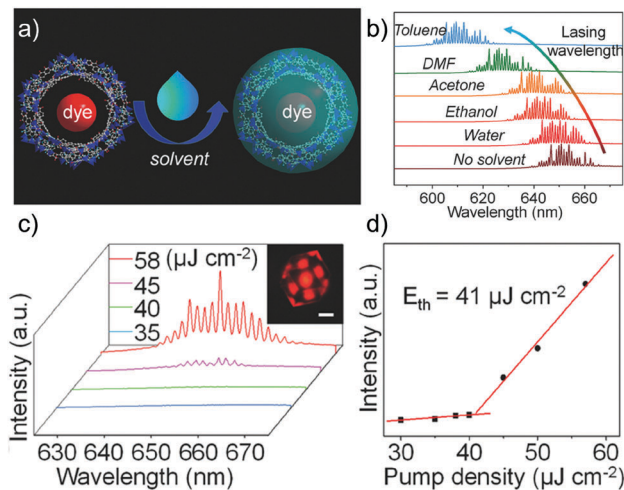 a)
dye
dye
solvent
b)
Toluene
Lasing
wavelength
DMF
Acetone
Ethanol
Water
No solvent
600 620 640 660
Wavelength (nm)
c)
58 (μJ cm-2)
45
40
35
Intensity (a.u.)
630 640 650 660 670
Wavelength (nm)
d)
Eth = 41 μJ cm-2
Intensity (a.u.)
30 40 50 60
Pump density (μJ cm-2)